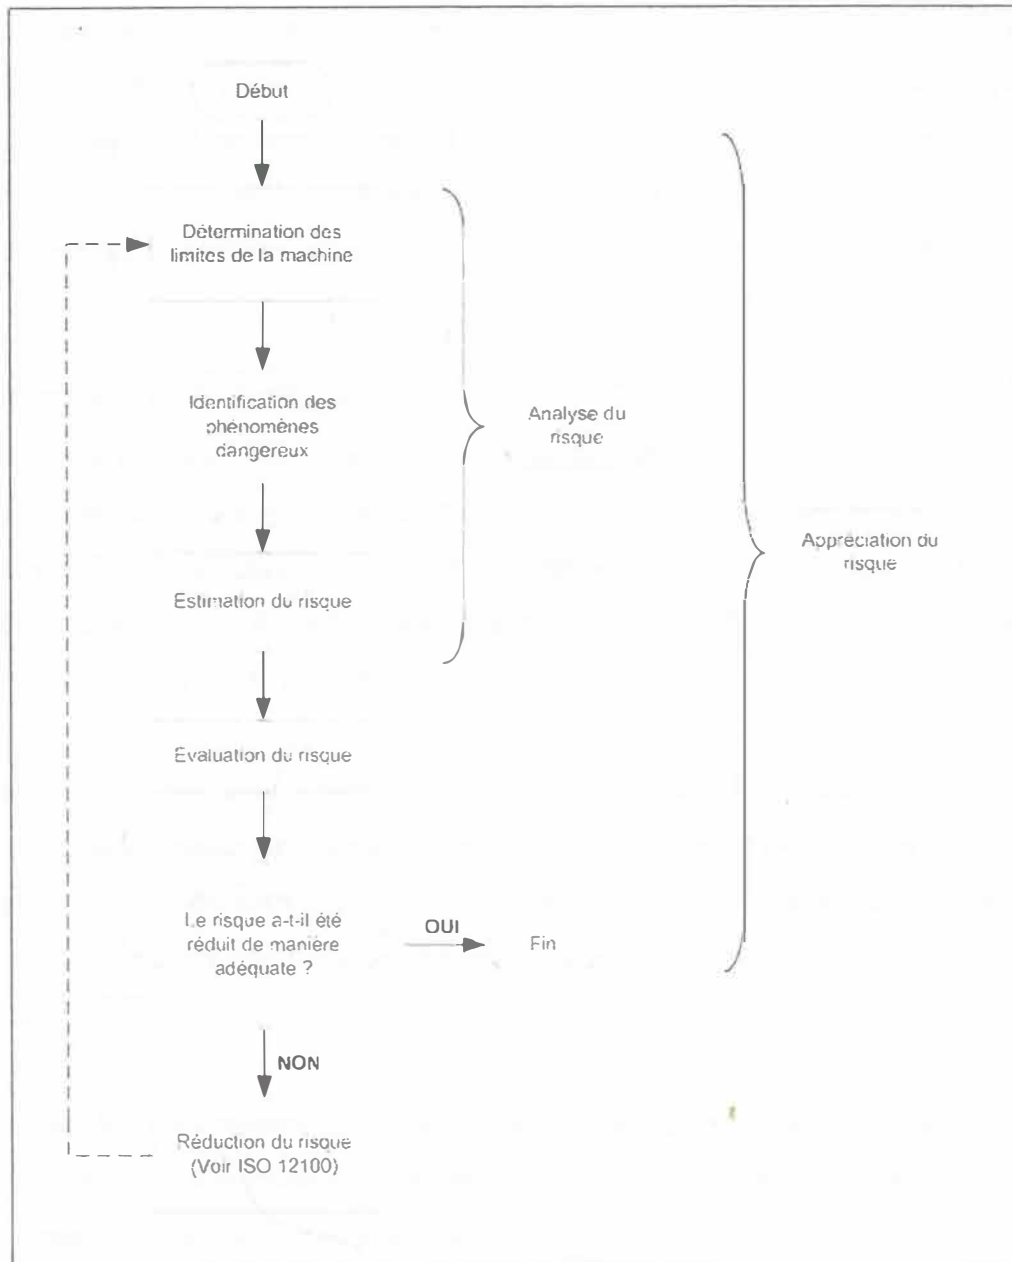 Début
Détermination des
limites de la machine
Identification des
phénomènes
dangereux
Analyse du
risque
Appréciation du
risque
Estimation du risque
Evaluation du risque
Le risque a-t-il été
réduit de manière
adéquate ?
OUI
Fin
NON
Réduction du risque
(Voir ISO 12100)